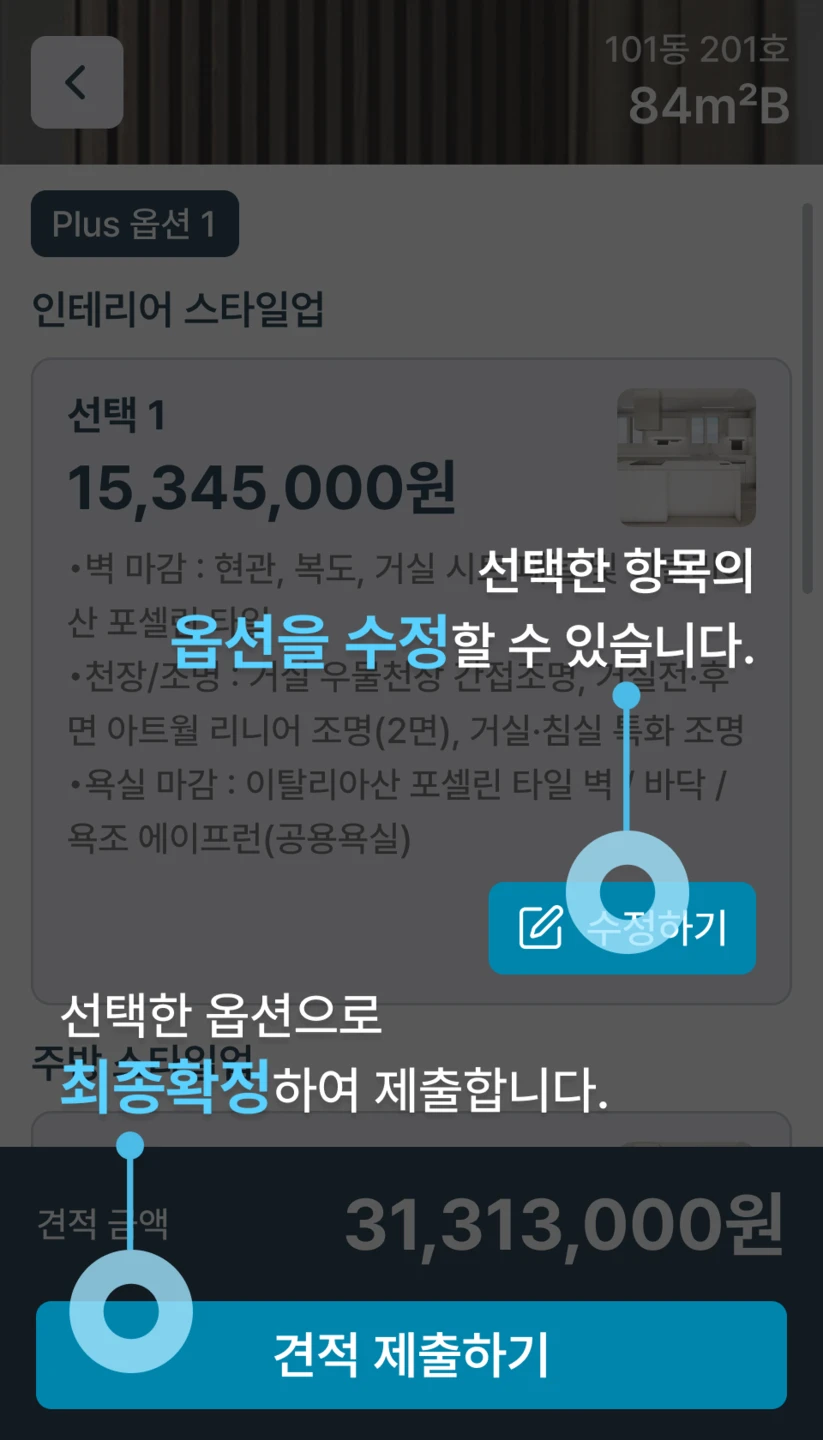 101동 201호
84m²B
Plus 옵션 1
인테리어 스타일업
선택 1
15,345,000원
•벽 마감 : 현관, 복도, 거실
선택한 항목의
산 포셀린 타일
옵션을 수정할 수 있습니다.
•천장/조명 : 거실 우물천장 간접조명, 거실전·후
면 아트월 리니어 조명(2면), 거실·침실 특화 조명
•욕실 마감 : 이탈리아산 포셀린 타일 벽 / 바닥 /
욕조 에이프런(공용욕실)
수정하기
선택한 옵션으로
주방 스타일업
최종확정하여 제출합니다.
견적 금액
31,313,000원
견적 제출하기